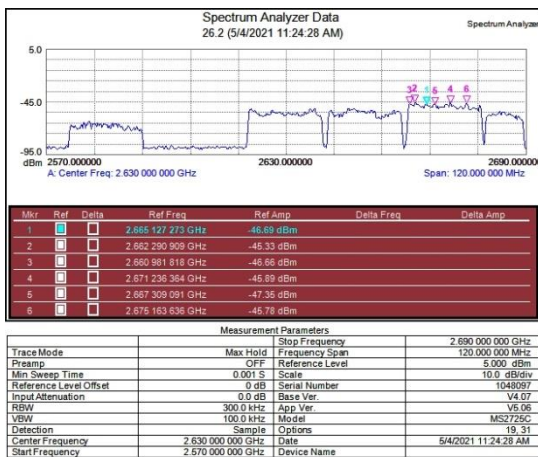 Spectrum Analyzer Data
Spectrum Analyzer
26.2 (5/4/2021 11:24:28 AM)
5.0
-45.0
-95.0
dBm
3 2 1 5 4 6
2570.000000 2630.000000 2690.000000
A: Center Freq: 2.630 000 000 GHz Span: 120.000 000 MHz
Mkr Ref Delta Ref Freq Ref Amp Delta Freq Delta Amp
1 2.665 127 273 GHz -46.69 dBm
2 2.662 290 909 GHz -45.33 dBm
3 2.660 981 818 GHz -46.66 dBm
4 2.671 236 364 GHz -45.89 dBm
5 2.667 309 091 GHz -47.35 dBm
6 2.675 163 636 GHz -45.78 dBm
Measurement Parameters
Stop Frequency 2.690 000 000 GHz
Trace Mode Max Hold Frequency Span 120.000 000 MHz
Preamp OFF Reference Level 5.000 dBm
Min Sweep Time 0.001 S Scale 10.0 dB/div
Reference Level Offset 0 dB Serial Number 1048097
Input Attenuation 0.0 dB Base Ver. V4.07
RBW 300.0 kHz App Ver. V5.06
VBW 100.0 kHz Model MS2725C
Detection Sample Options 19, 31
Center Frequency 2.630 000 000 GHz Date 5/4/2021 11:24:28 AM
Start Frequency 2.570 000 000 GHz Device Name